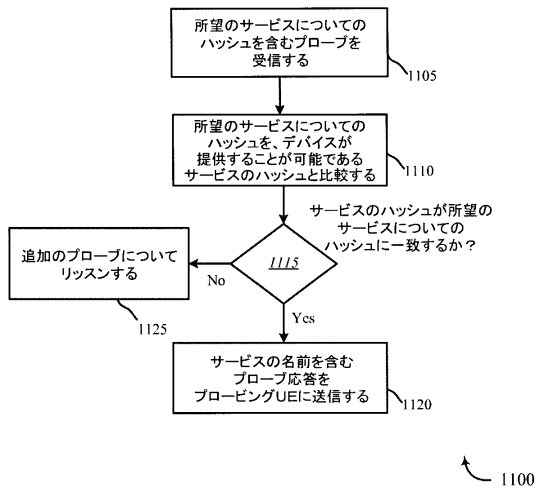 所望のサービスについての
ハッシュを含むプローブを
受信する
1105
所望のサービスについての
ハッシュを、デバイスが
提供することが可能である
サービスのハッシュと比較する
1110
サービスのハッシュが所望の
サービスについての
ハッシュに一致するか?
1115
No
追加のプローブについて
リッスンする
1125
Yes
サービスの名前を含む
プローブ応答を
プロービングUEに送信する
1120
1100